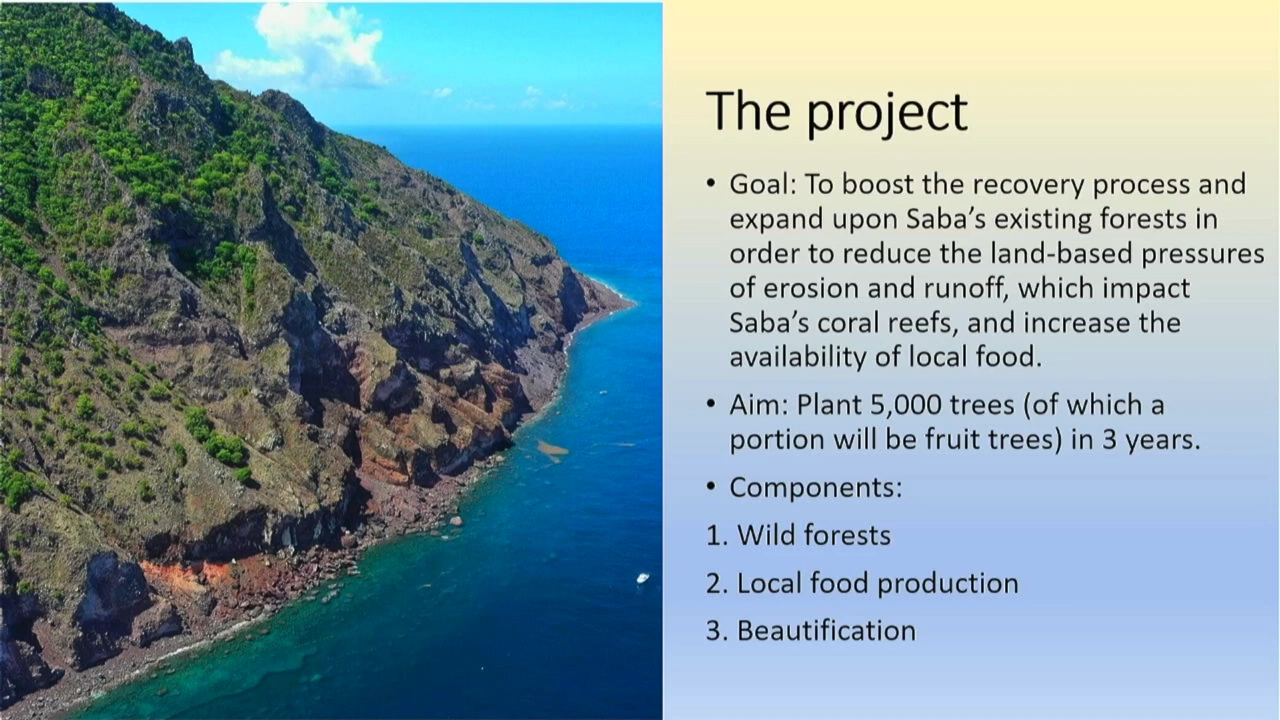 The project
• Goal: To boost the recovery process and
expand upon Saba's existing forests in
order to reduce the land-based pressures
of erosion and runoff, which impact
Saba's coral reefs, and increase the
availability of local food.
• Aim: Plant 5,000 trees (of which a
portion will be fruit trees) in 3 years.
• Components:
1. Wild forests
2. Local food production
3. Beautification